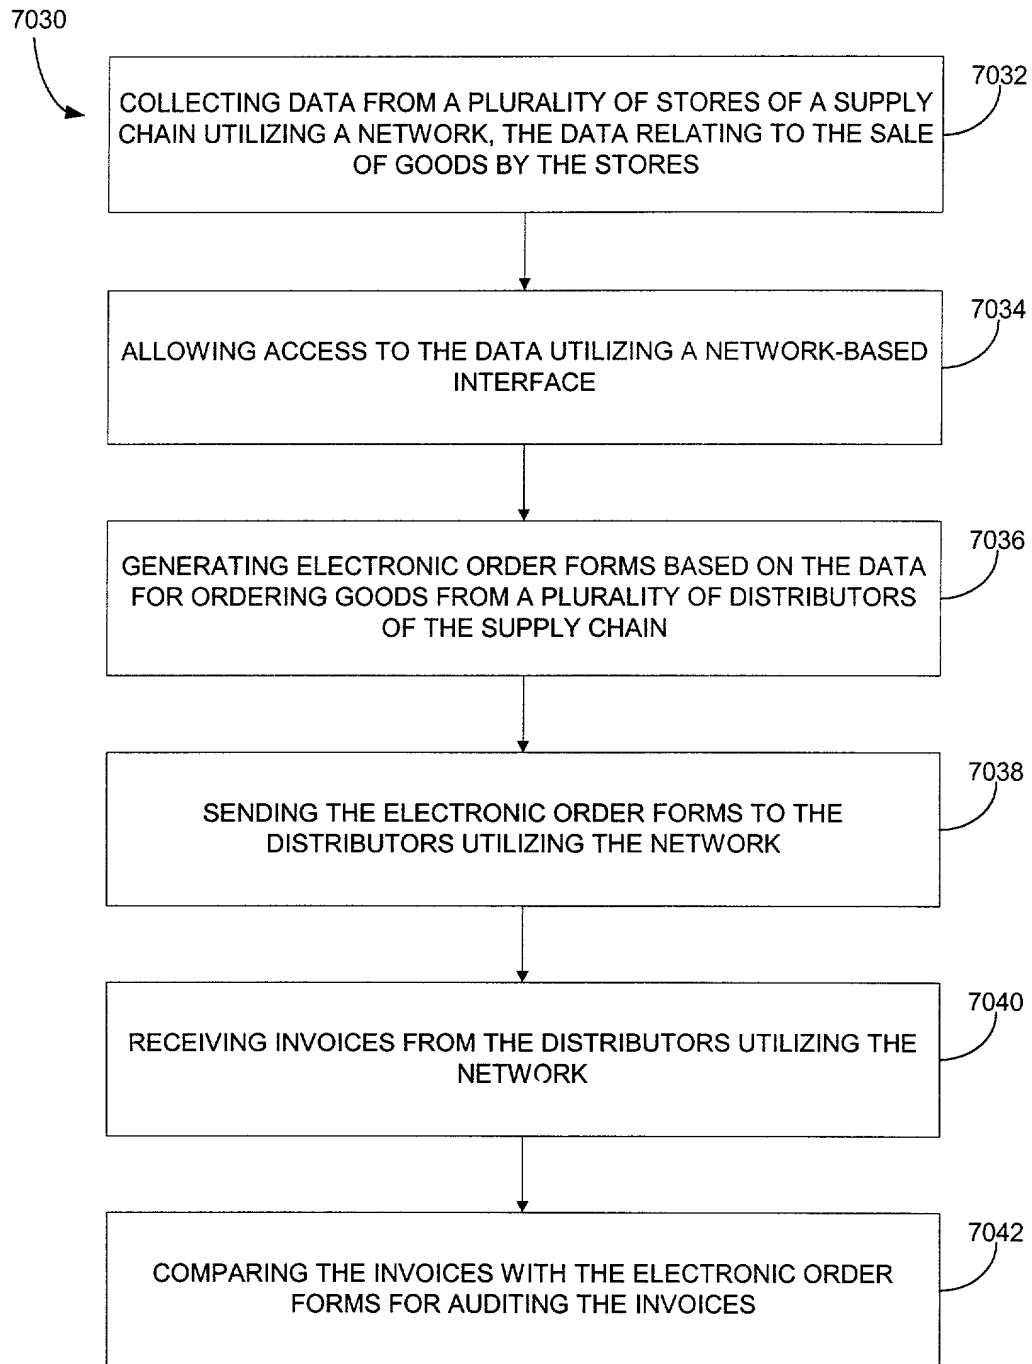 7030
7032
COLLECTING DATA FROM A PLURALITY OF STORES OF A SUPPLY
CHAIN UTILIZING A NETWORK, THE DATA RELATING TO THE SALE
OF GOODS BY THE STORES
7034
ALLOWING ACCESS TO THE DATA UTILIZING A NETWORK-BASED
INTERFACE
7036
GENERATING ELECTRONIC ORDER FORMS BASED ON THE DATA
FOR ORDERING GOODS FROM A PLURALITY OF DISTRIBUTORS
OF THE SUPPLY CHAIN
7038
SENDING THE ELECTRONIC ORDER FORMS TO THE
DISTRIBUTORS UTILIZING THE NETWORK
7040
RECEIVING INVOICES FROM THE DISTRIBUTORS UTILIZING THE
NETWORK
7042
COMPARING THE INVOICES WITH THE ELECTRONIC ORDER
FORMS FOR AUDITING THE INVOICES